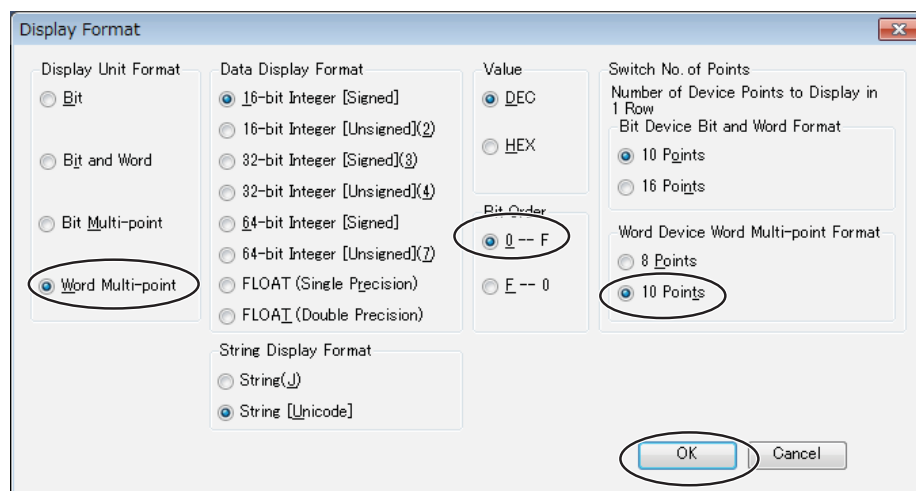 Display Format
Display Unit Format
Bit
Bit and Word
Bit Multi-point
Word Multi-point
Data Display Format
16-bit Integer [Signed]
16-bit Integer [Unsigned](2)
32-bit Integer [Signed](3)
32-bit Integer [Unsigned](4)
64-bit Integer [Signed]
64-bit Integer [Unsigned](7)
FLOAT (Single Precision)
FLOAT (Double Precision)
String Display Format
String(J)
String [Unicode]
Value
DEC
HEX
Bit Order
0 -- F
F -- 0
Switch No. of Points
Number of Device Points to Display in
1 Row
Bit Device Bit and Word Format
10 Points
16 Points
Word Device Word Multi-point Format
8 Points
10 Points
OK
Cancel